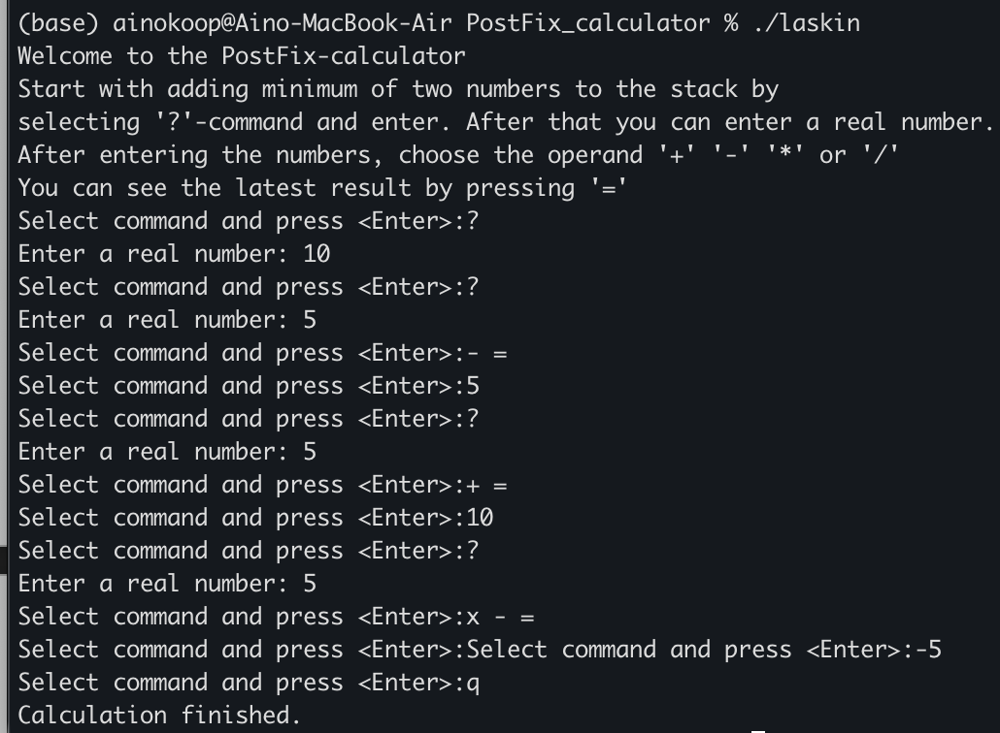 (base) ainokoop@Aino-MacBook-Air PostFix_calculator % ./laskin
Welcome to the PostFix-calculator
Start with adding minimum of two numbers to the stack by
selecting '?'-command and enter. After that you can enter a real number.
After entering the numbers, choose the operand '+' '-' '*' or '/'
You can see the latest result by pressing '='
Select command and press <Enter>:?
Enter a real number: 10
Select command and press <Enter>:?
Enter a real number: 5
Select command and press <Enter>:- =
Select command and press <Enter>:5
Select command and press <Enter>:?
Enter a real number: 5
Select command and press <Enter>:+ =
Select command and press <Enter>:10
Select command and press <Enter>:?
Enter a real number: 5
Select command and press <Enter>:x - =
Select command and press <Enter>:Select command and press <Enter>:-5
Select command and press <Enter>:q
Calculation finished.